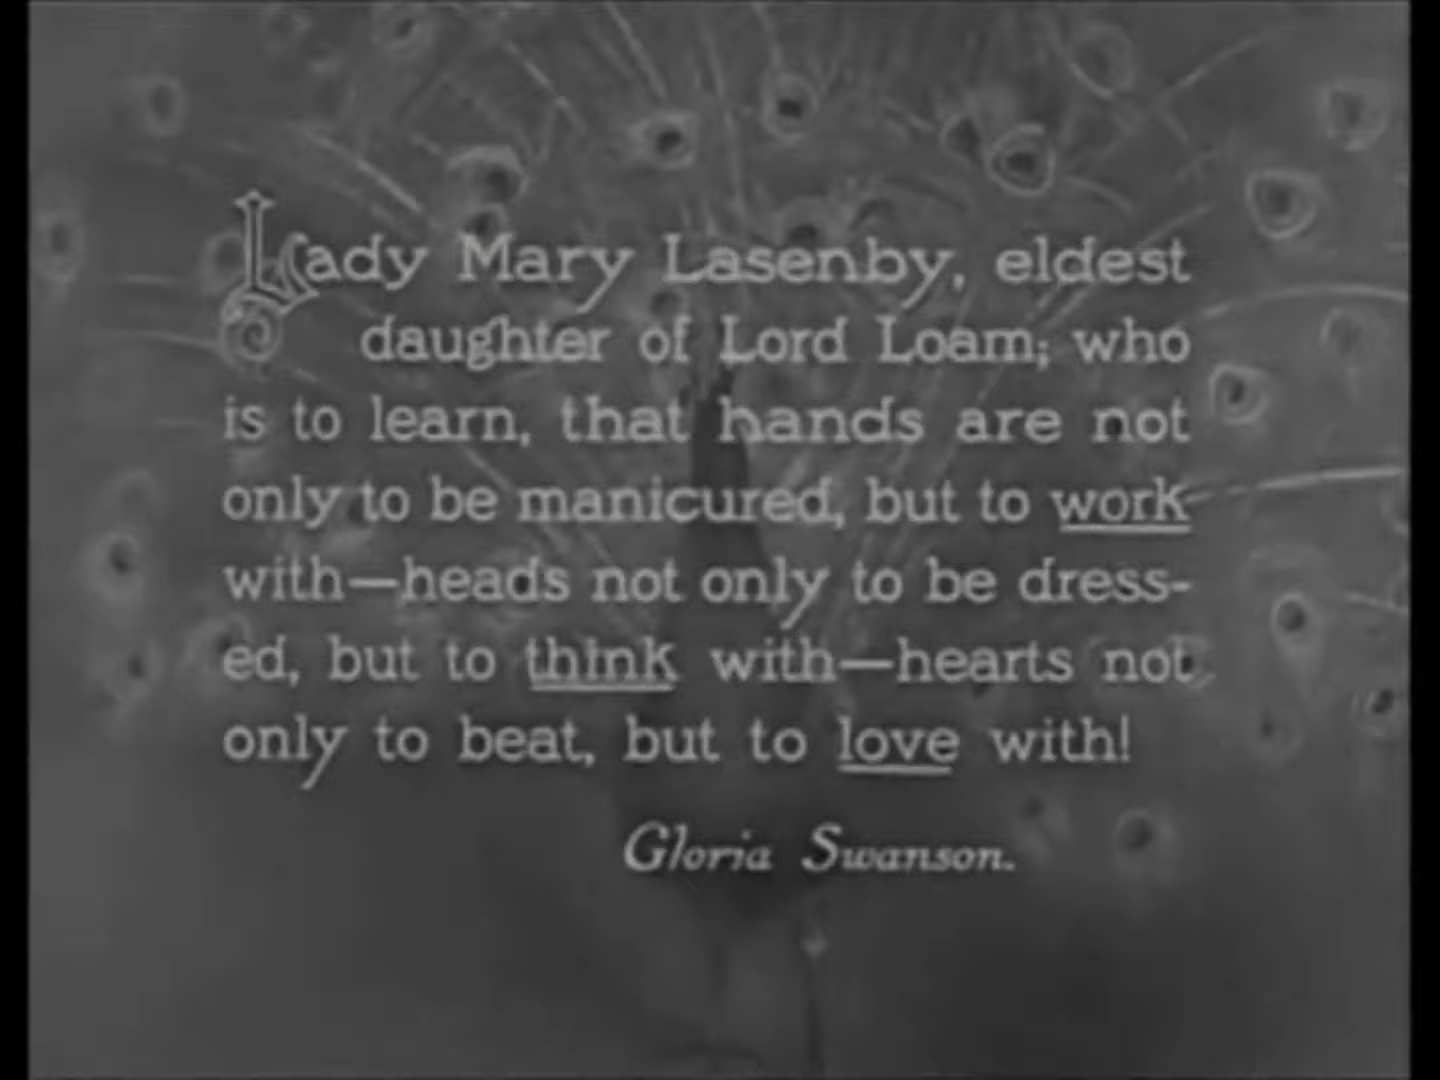 Lady Mary Lasenby, eldest
daughter of Lord Loam; who
is to learn, that hands are not
only to be manicured, but to work
with—heads not only to be dress-
ed, but to think with—hearts not
only to beat, but to love with!
Gloria Swanson.